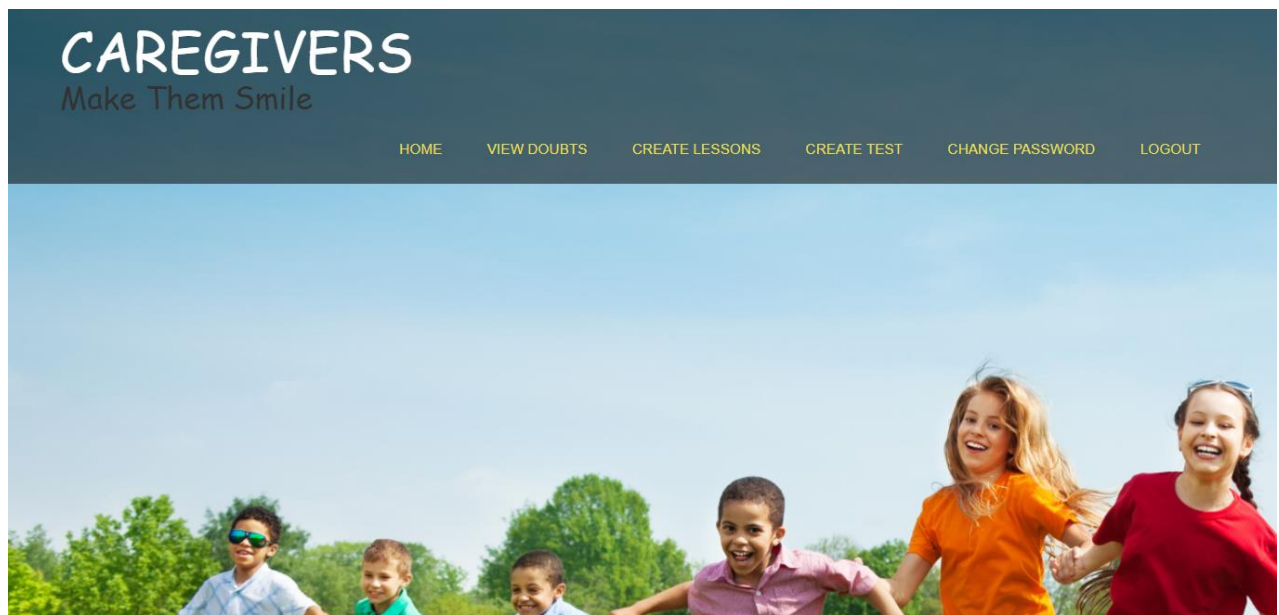 CAREGIVERS
Make Them Smile
HOME VIEW DOUBTS CREATE LESSONS CREATE TEST CHANGE PASSWORD LOGOUT